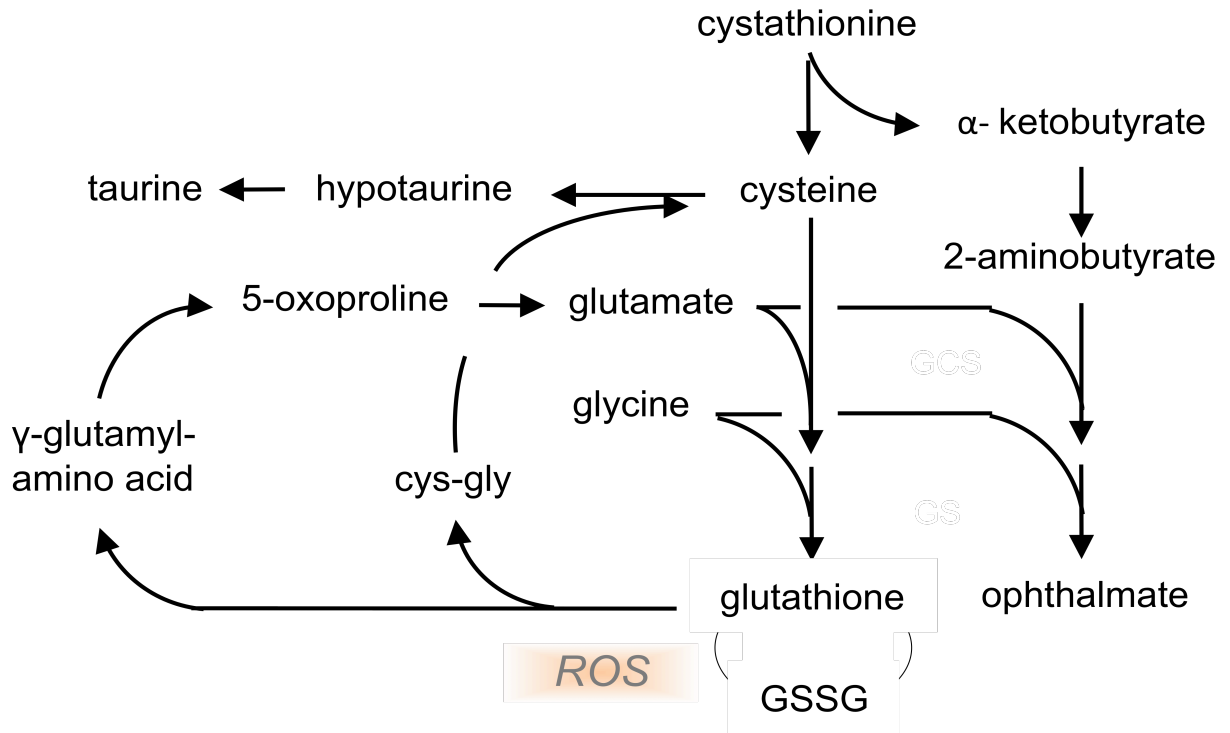 cystathionine
α- ketobutyrate
taurine
hypotaurine
cysteine
2-aminobutyrate
5-oxoproline
glutamate
GCS
glycine
γ-glutamyl-
amino acid
cys-gly
GS
glutathione
ophthalmate
ROS
GSSG